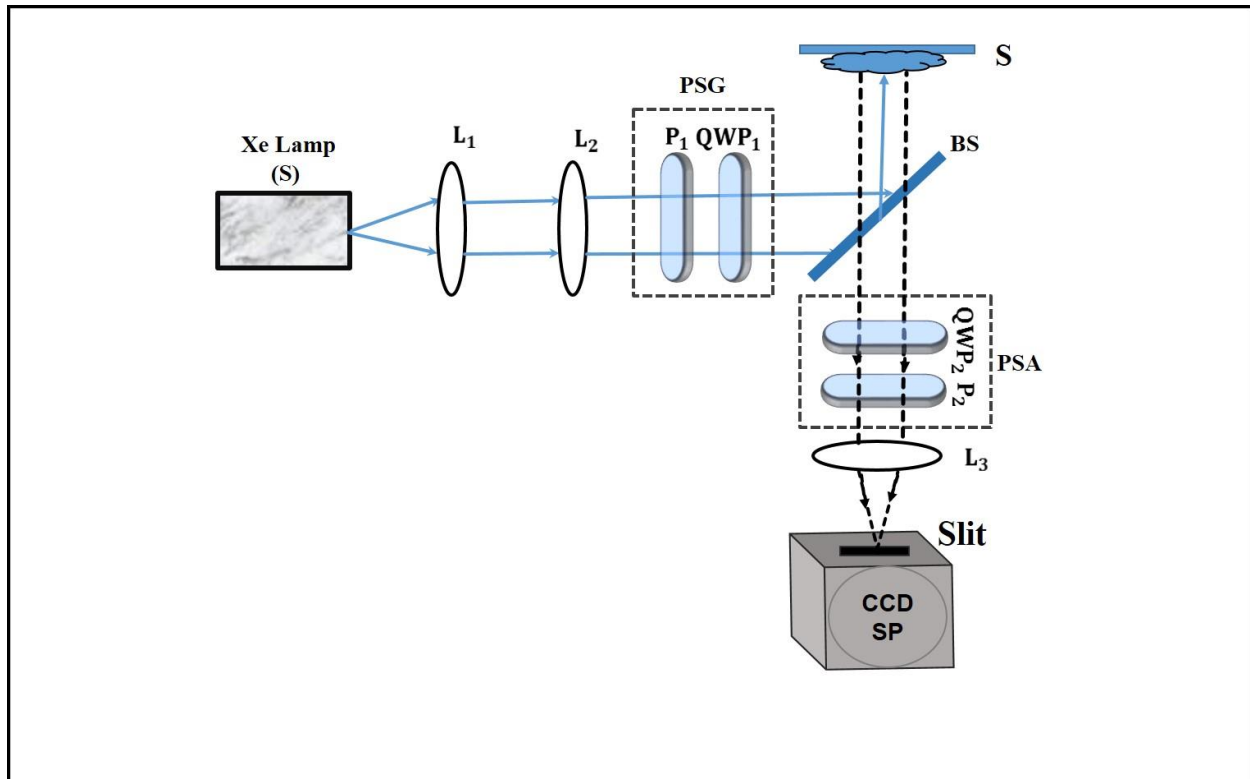 Xe Lamp
(S)
L₁
L₂
PSG
P₁ QWP₁
S
BS
QWP₂ P₂
PSA
L₃
Slit
CCD
SP